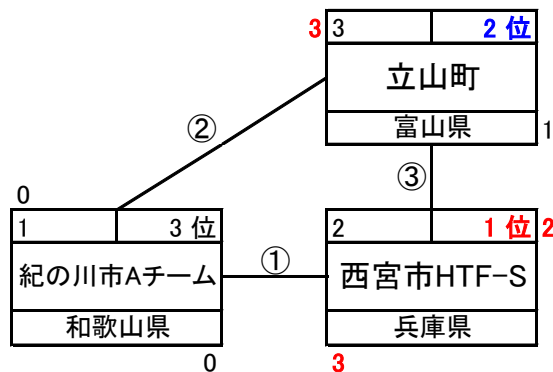 3 3 2 位
立山町
富山県 1
②
③
0
1 3 位
紀の川市Aチーム
和歌山県
0
①
2 1 位 2
西宮市HTF-S
兵庫県
3